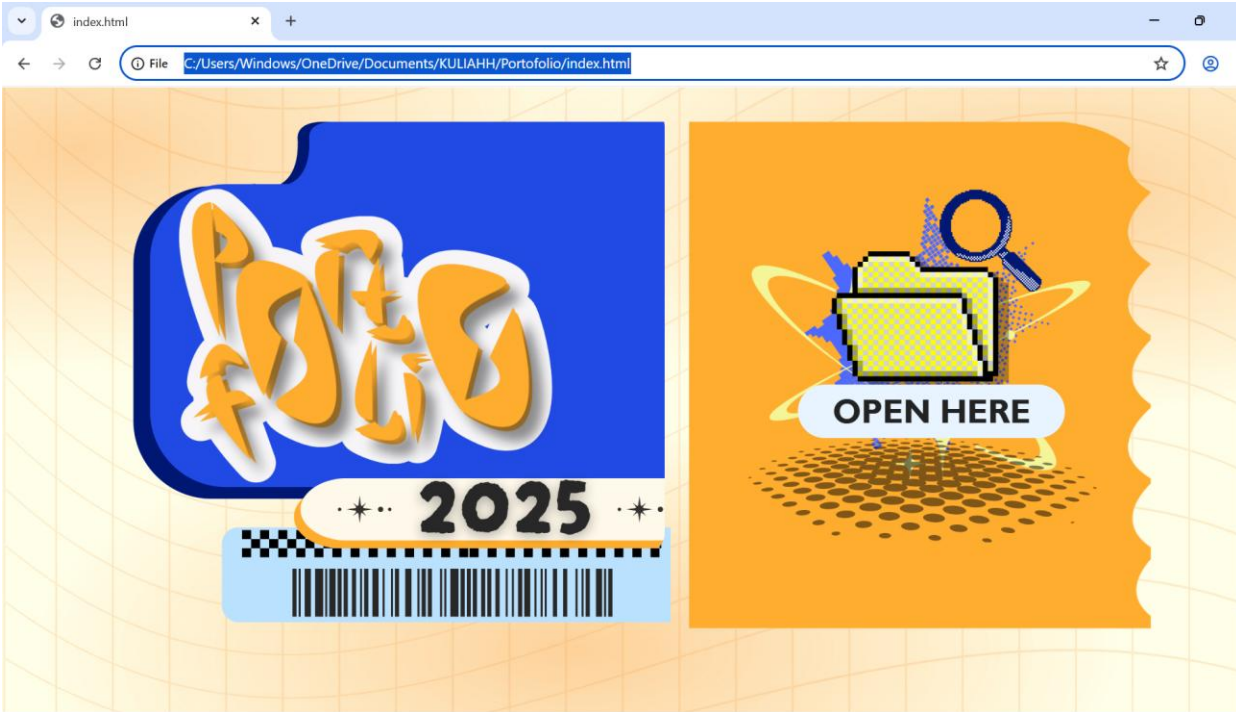 index.html
File C:/Users/Windows/OneDrive/Documents/KULIAHH/Portofolio/index.html
Portfolio
2025
OPEN HERE